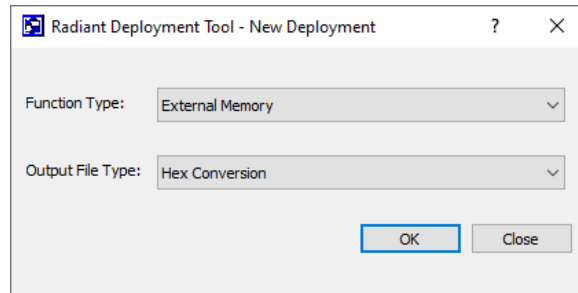 Radiant Deployment Tool - New Deployment ?
Function Type: External Memory
Output File Type: Hex Conversion
OK Close